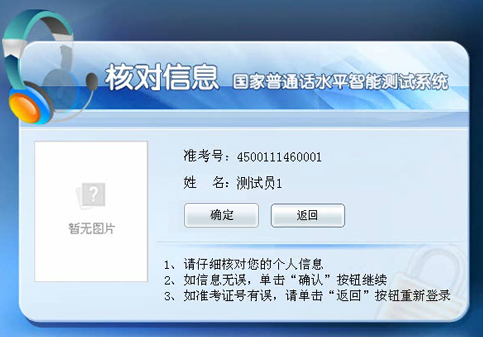 核对信息 国家普通话水平智能测试系统
准考号：4500111460001
姓 名：测试员1
暂无图片
确定 返回
1、请仔细核对您的个人信息
2、如信息无误，单击“确认”按钮继续
3、如准考证号有误，请单击“返回”按钮重新登录